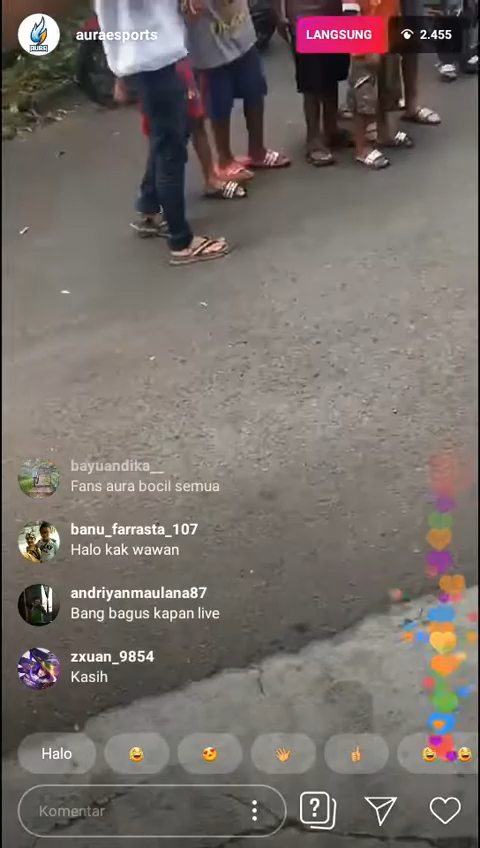 auraesports
LANGSUNG
2.455
AURA
bayuandika__
Fans aura bocil semua
banu_farrasta_107
Halo kak wawan
andriyanmaulana87
Bang bagus kapan live
zxuan_9854
Kasih
Halo
Komentar
?